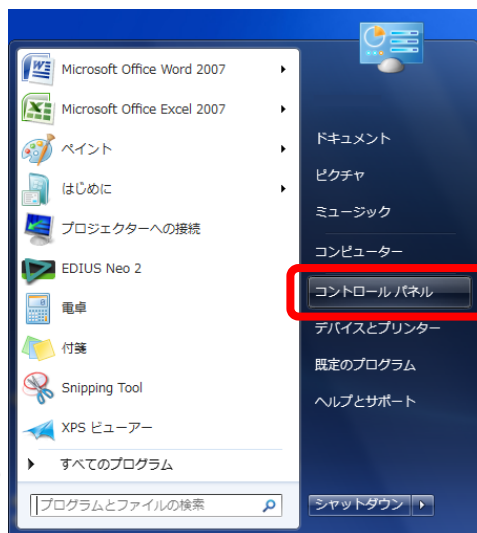 Microsoft Office Word 2007
Microsoft Office Excel 2007
ペイント
はじめに
プロジェクターへの接続
EDIUS Neo 2
電卓
付箋
Snipping Tool
XPS ビューアー
すべてのプログラム
プログラムとファイルの検索
ドキュメント
ピクチャ
ミュージック
コンピューター
コントロール パネル
デバイスとプリンター
既定のプログラム
ヘルプとサポート
シャットダウン